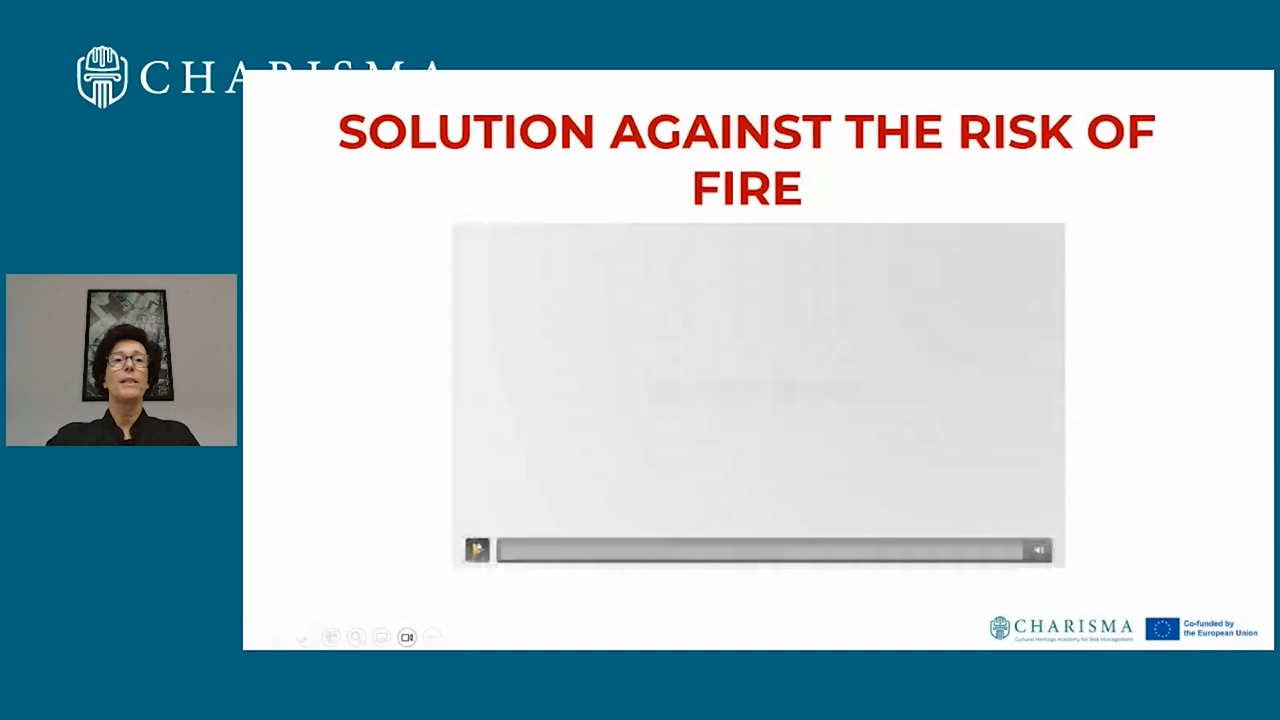 CHARISMA
SOLUTION AGAINST THE RISK OF
FIRE
CHARISMA
Cultural Heritage Academy for Risk Management
Co-funded by
the European Union